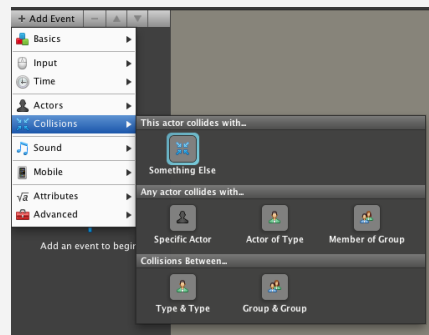 + Add Event
Basics
Input
Time
Actors
Collisions
Sound
Mobile
√a Attributes
Advanced
Add an event to begin
This actor collides with...
Something Else
Any actor collides with...
Specific Actor Actor of Type Member of Group
Collisions Between...
Type & Type Group & Group